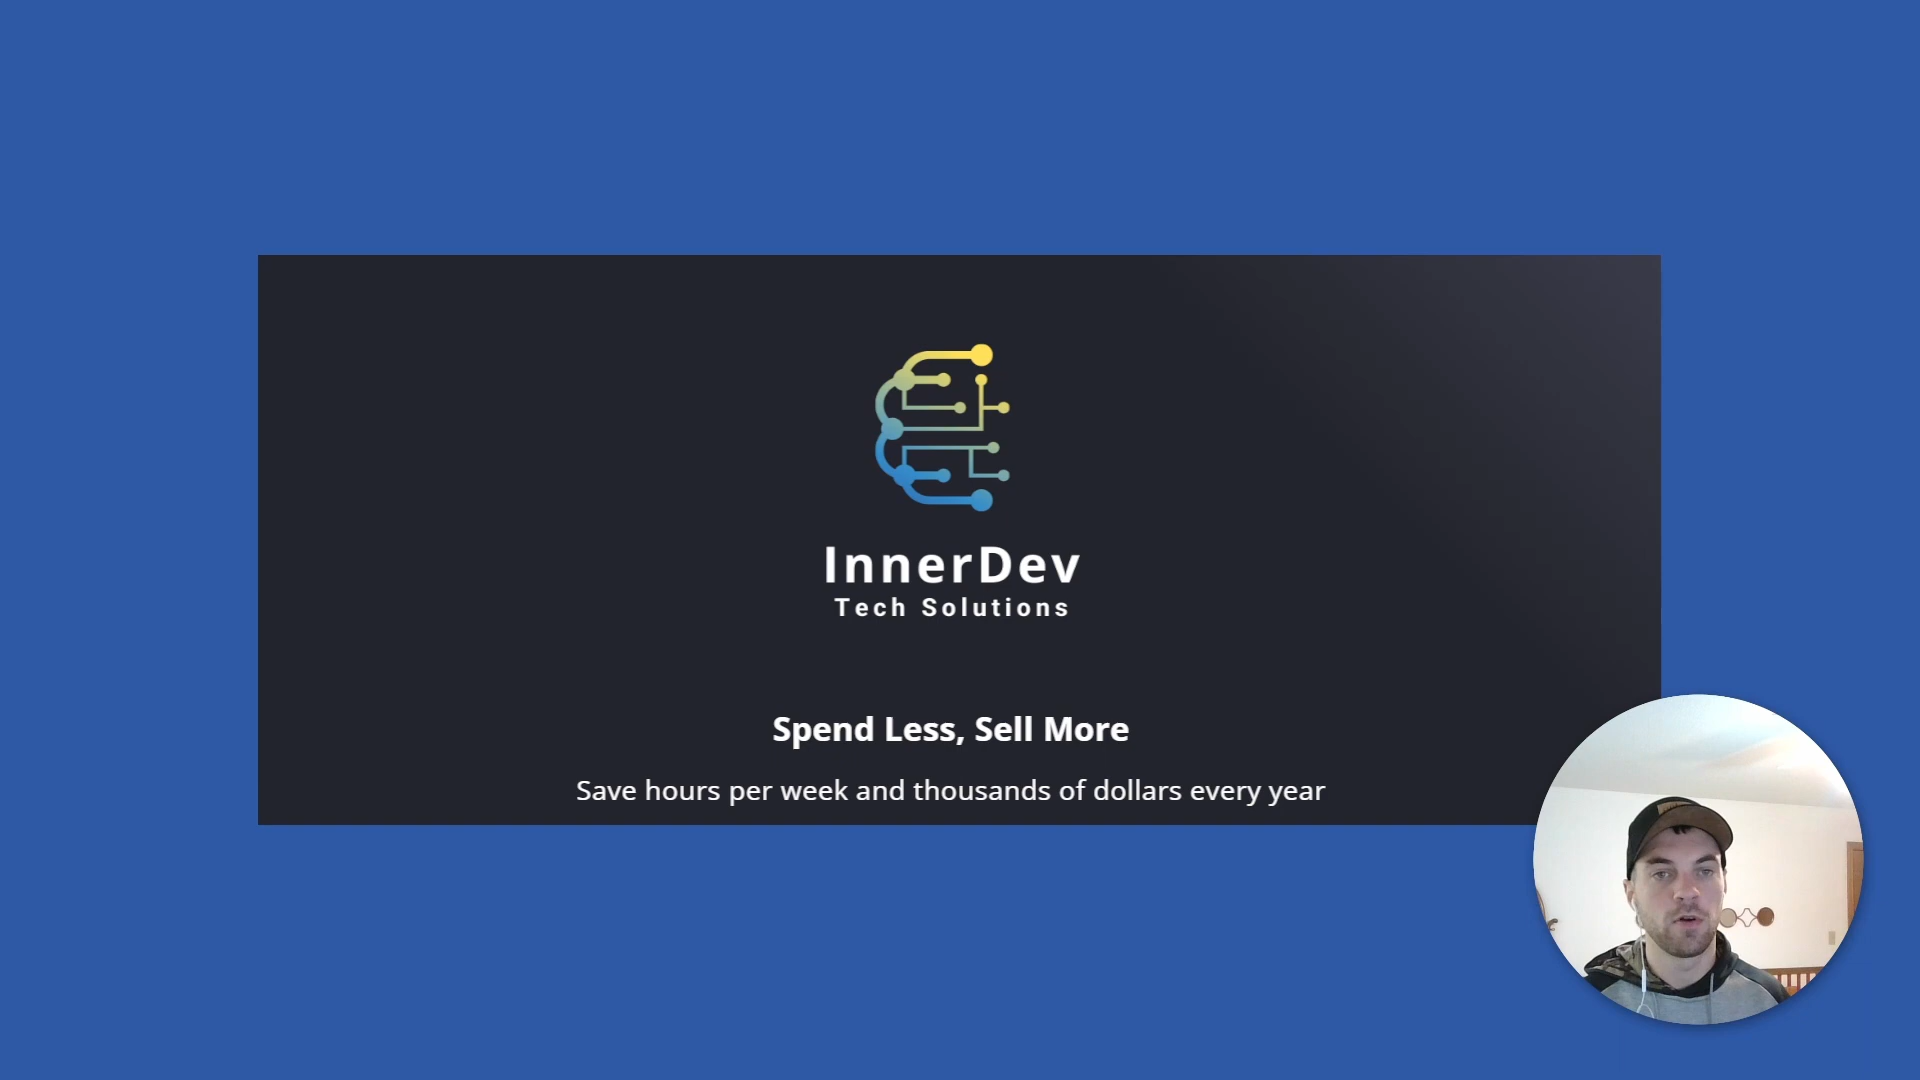 InnerDev
Tech Solutions
Spend Less, Sell More
Save hours per week and thousands of dollars every year